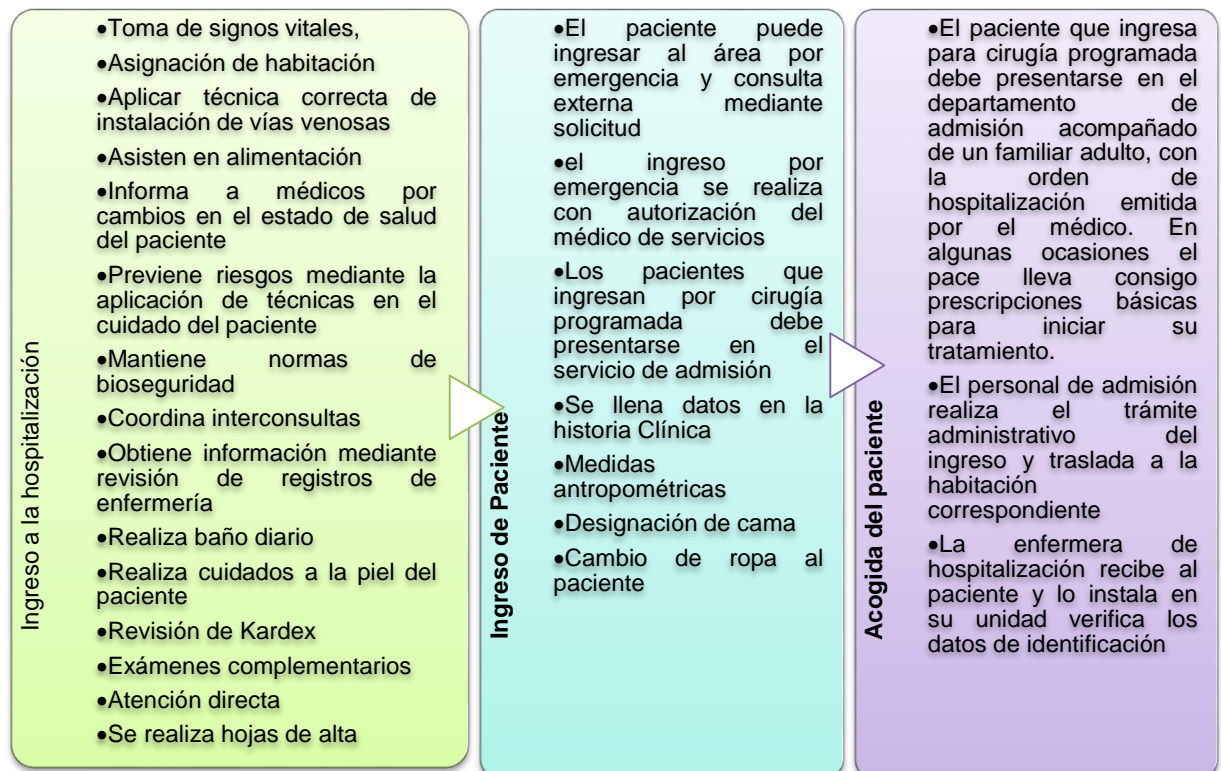 Ingreso a la hospitalización
•Toma de signos vitales,
•Asignación de habitación
•Aplicar técnica correcta de
instalación de vías venosas
•Asisten en alimentación
•Informa a médicos por
cambios en el estado de salud
del paciente
•Previene riesgos mediante la
aplicación de técnicas en el
cuidado del paciente
•Mantiene normas de
bioseguridad
•Coordina interconsultas
•Obtiene información mediante
revisión de registros de
enfermería
•Realiza baño diario
•Realiza cuidados a la piel del
paciente
•Revisión de Kardex
•Exámenes complementarios
•Atención directa
•Se realiza hojas de alta
Ingreso de Paciente
•El paciente puede
ingresar al área por
emergencia y consulta
externa mediante
solicitud
•el ingreso por
emergencia se realiza
con autorización del
médico de servicios
•Los pacientes que
ingresan por cirugía
programada debe
presentarse en el
servicio de admisión
•Se llena datos en la
historia Clínica
•Medidas
antropométricas
•Designación de cama
•Cambio de ropa al
paciente
Acogida del paciente
•El paciente que ingresa
para cirugía programada
debe presentarse en el
departamento de
admisión acompañado
de un familiar adulto, con
la orden de
hospitalización emitida
por el médico. En
algunas ocasiones el
pace lleva consigo
prescripciones básicas
para iniciar su
tratamiento.
•El personal de admisión
realiza el trámite
administrativo del
ingreso y traslada a la
habitación
correspondiente
•La enfermera de
hospitalización recibe al
paciente y lo instala en
su unidad verifica los
datos de identificación